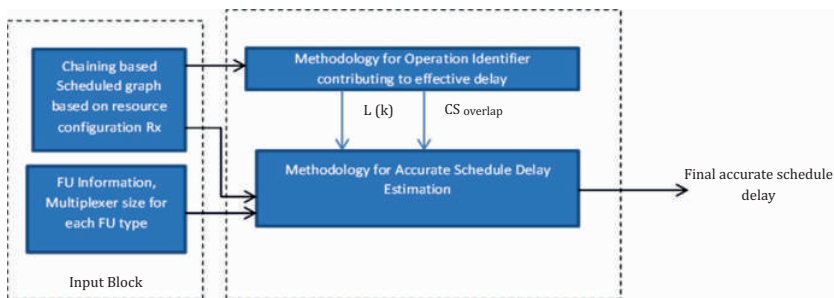 Chaining based
Scheduled graph
based on resource
configuration Rx
Methodology for Operation Identifier
contributing to effective delay
L (k)
CS overlap
FU Information,
Multiplexer size for
each FU type
Methodology for Accurate Schedule Delay
Estimation
Final accurate schedule
delay
Input Block